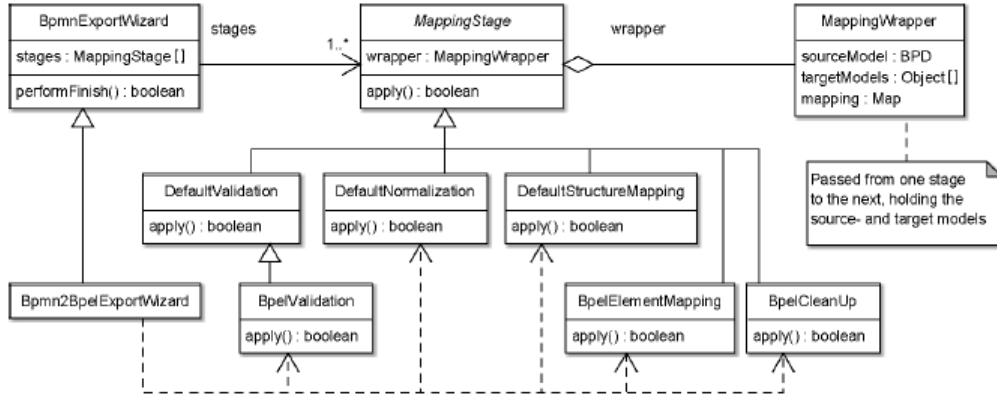 BpmnExportWizard
stages : MappingStage []
performFinish() : boolean
stages
1..*
MappingStage
wrapper : MappingWrapper
apply() : boolean
wrapper
MappingWrapper
sourceModel : BPD
targetModels : Object []
mapping : Map
DefaultValidation
apply() : boolean
DefaultNormalization
apply() : boolean
DefaultStructureMapping
apply() : boolean
Passed from one stage
to the next, holding the
source- and target models
Bpmn2BpelExportWizard
BpelValidation
apply() : boolean
BpelElementMapping
apply() : boolean
BpelCleanUp
apply() : boolean